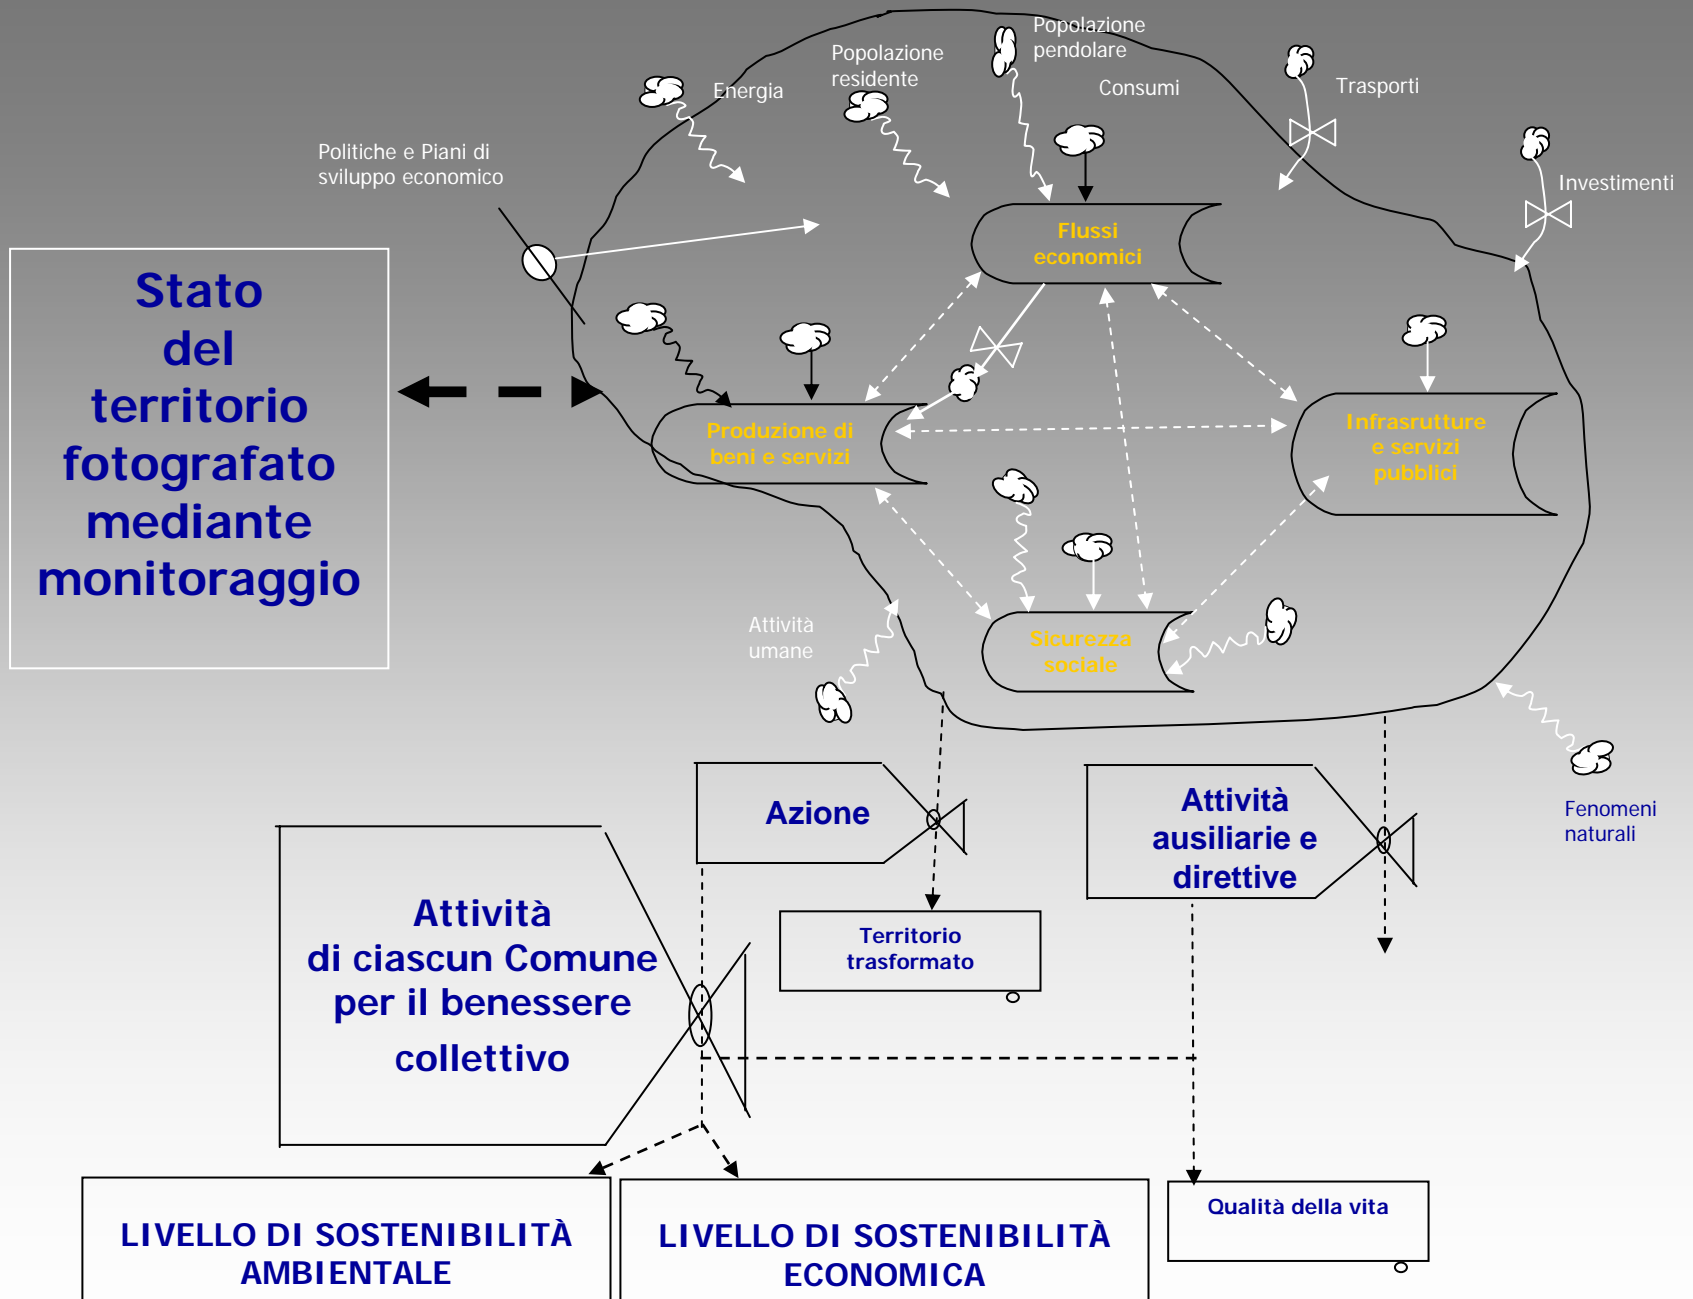 Popolazione
pendolare
Popolazione
residente
Energia
Consumi
Trasporti
Politiche e Piani di
sviluppo economico
Investimenti
Flussi
economici
Stato
del
territorio
fotografato
mediante
monitoraggio
Produzione di
beni e servizi
Infrasrutture
e servizi
pubblici
Attività
umane
Sicurezza
sociale
Azione
Attività
ausiliarie e
direttive
Fenomeni
naturali
Attività
di ciascun Comune
per il benessere
collettivo
Territorio
trasformato
Qualità della vita
LIVELLO DI SOSTENIBILITÀ
AMBIENTALE
LIVELLO DI SOSTENIBILITÀ
ECONOMICA